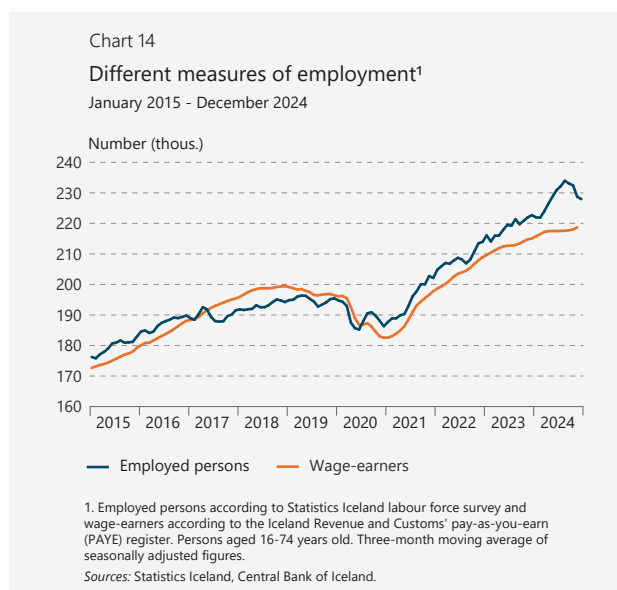 Chart 14
Different measures of employment¹
January 2015 - December 2024
Number (thous.)
240
230
220
210
200
190
180
170
160
2015 2016 2017 2018 2019 2020 2021 2022 2023 2024
Employed persons Wage-earners
1. Employed persons according to Statistics Iceland labour force survey and
wage-earners according to the Iceland Revenue and Customs' pay-as-you-earn
(PAYE) register. Persons aged 16-74 years old. Three-month moving average of
seasonally adjusted figures.
Sources: Statistics Iceland, Central Bank of Iceland.